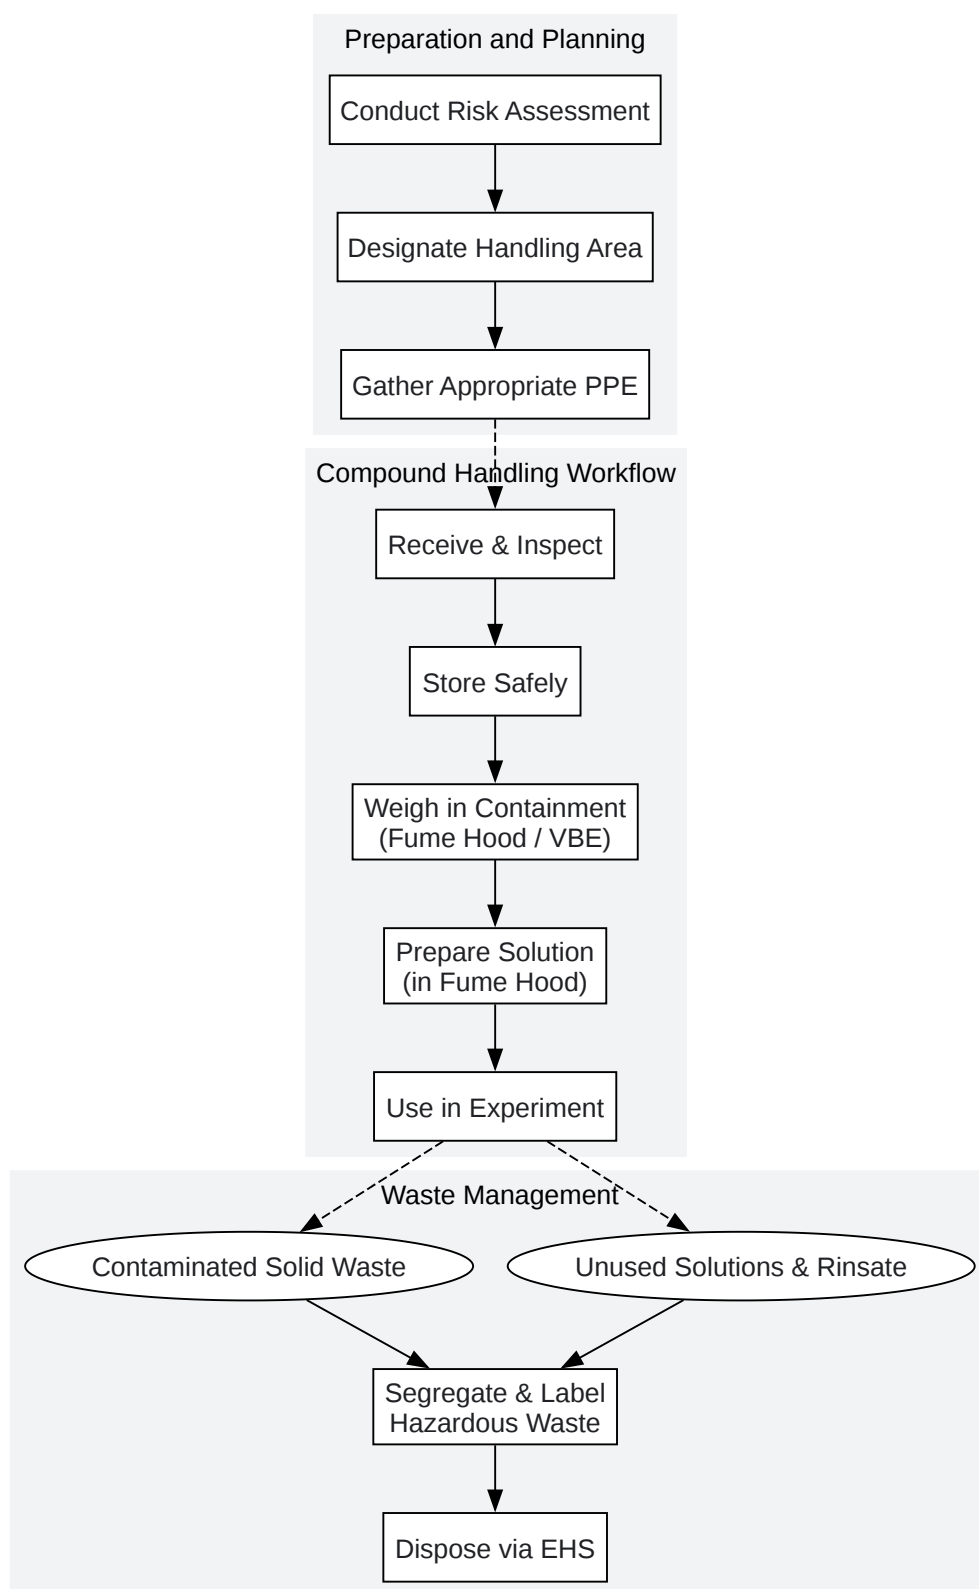 Preparation and Planning
Conduct Risk Assessment
Designate Handling Area
Gather Appropriate PPE
Compound Handling Workflow
Receive & Inspect
Store Safely
Weigh in Containment
(Fume Hood / VBE)
Prepare Solution
(in Fume Hood)
Use in Experiment
Waste Management
Contaminated Solid Waste
Unused Solutions & Rinsate
Segregate & Label
Hazardous Waste
Dispose via EHS